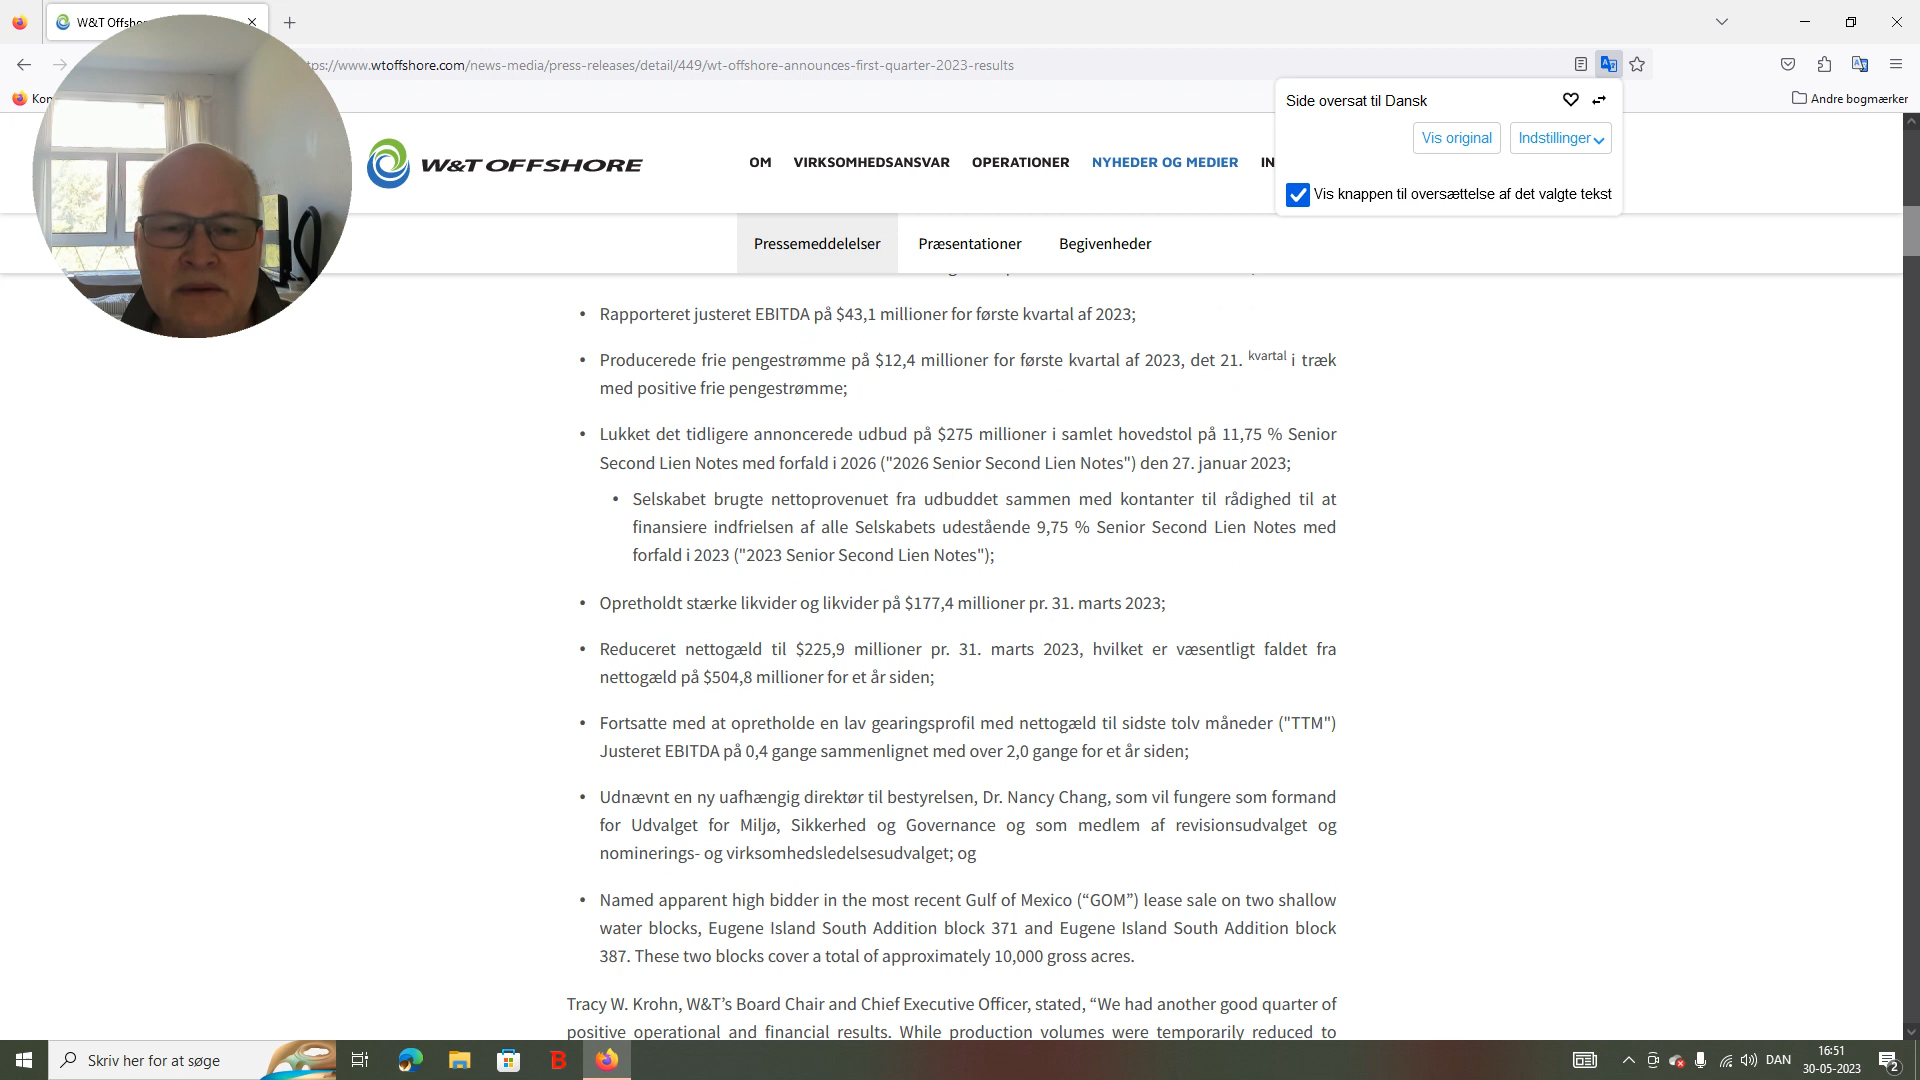 W&T Offsho
https://www.wtoffshore.com/news-media/press-releases/detail/449/wt-offshore-announces-first-quarter-2023-results
Kon
Andre bogmærker
Side oversat til Dansk
Vis original
Indstillinger
Vis knappen til oversættelse af det valgte tekst
W&T OFFSHORE
OM VIRKSOMHEDSANSVAR OPERATIONER NYHEDER OG MEDIER IN
Pressemeddelelser Præsentationer Begivenheder
• Rapporteret justeret EBITDA på $43,1 millioner for første kvartal af 2023;
• Producerede frie pengestrømme på $12,4 millioner for første kvartal af 2023, det 21. kvartal i træk
med positive frie pengestrømme;
• Lukket det tidligere annoncerede udbud på $275 millioner i samlet hovedstol på 11,75 % Senior
Second Lien Notes med forfald i 2026 ("2026 Senior Second Lien Notes") den 27. januar 2023;
• Selskabet brugte nettoprovenuet fra udbuddet sammen med kontanter til rådighed til at
finansiere indfrielsen af alle Selskabets udestående 9,75 % Senior Second Lien Notes med
forfald i 2023 ("2023 Senior Second Lien Notes");
• Opretholdt stærke likvider og likvider på $177,4 millioner pr. 31. marts 2023;
• Reduceret nettogæld til $225,9 millioner pr. 31. marts 2023, hvilket er væsentligt faldet fra
nettogæld på $504,8 millioner for et år siden;
• Fortsatte med at opretholde en lav gearingsprofil med nettogæld til sidste tolv måneder ("TTM")
Justeret EBITDA på 0,4 gange sammenlignet med over 2,0 gange for et år siden;
• Udnævnt en ny uafhængig direktør til bestyrelsen, Dr. Nancy Chang, som vil fungere som formand
for Udvalget for Miljø, Sikkerhed og Governance og som medlem af revisionsudvalget og
nominerings- og virksomhedsledelsesudvalget; og
• Named apparent high bidder in the most recent Gulf of Mexico (“GOM”) lease sale on two shallow
water blocks, Eugene Island South Addition block 371 and Eugene Island South Addition block
387. These two blocks cover a total of approximately 10,000 gross acres.
Tracy W. Krohn, W&T’s Board Chair and Chief Executive Officer, stated, “We had another good quarter of
positive operational and financial results. While production volumes were temporarily reduced to
Skriv her for at søge
DAN
16:51
30-05-2023
2